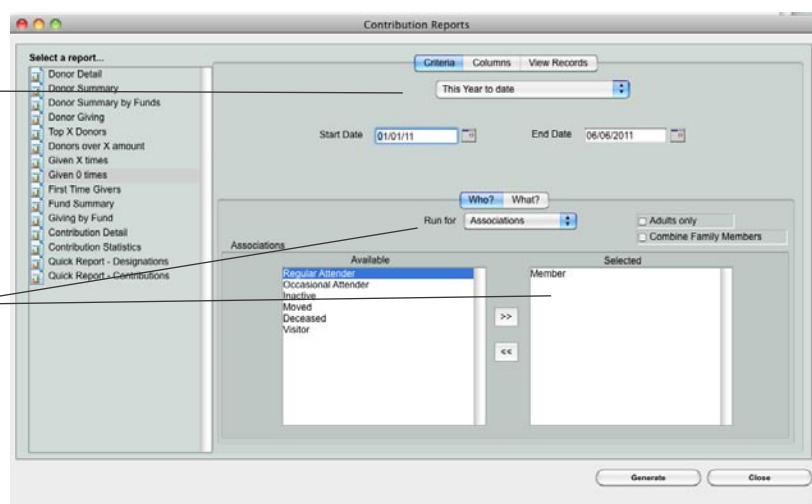 Contribution Reports
Select a report...
Donor Detail
Donor Summary
Donor Summary by Funds
Donor Giving
Top X Donors
Donors over X amount
Given X times
Given 0 times
First Time Givers
Fund Summary
Giving by Fund
Contribution Detail
Contribution Statistics
Quick Report - Designations
Quick Report - Contributions
Criteria Columns View Records
This Year to date
Start Date 01/01/11 End Date 06/06/2011
Who? What?
Run for Associations Adults only
Combine Family Members
Associations
Available
Regular Attender
Occasional Attender
Inactive
Moved
Deceased
Visitor
>>
<<
Selected
Member
Generate Close